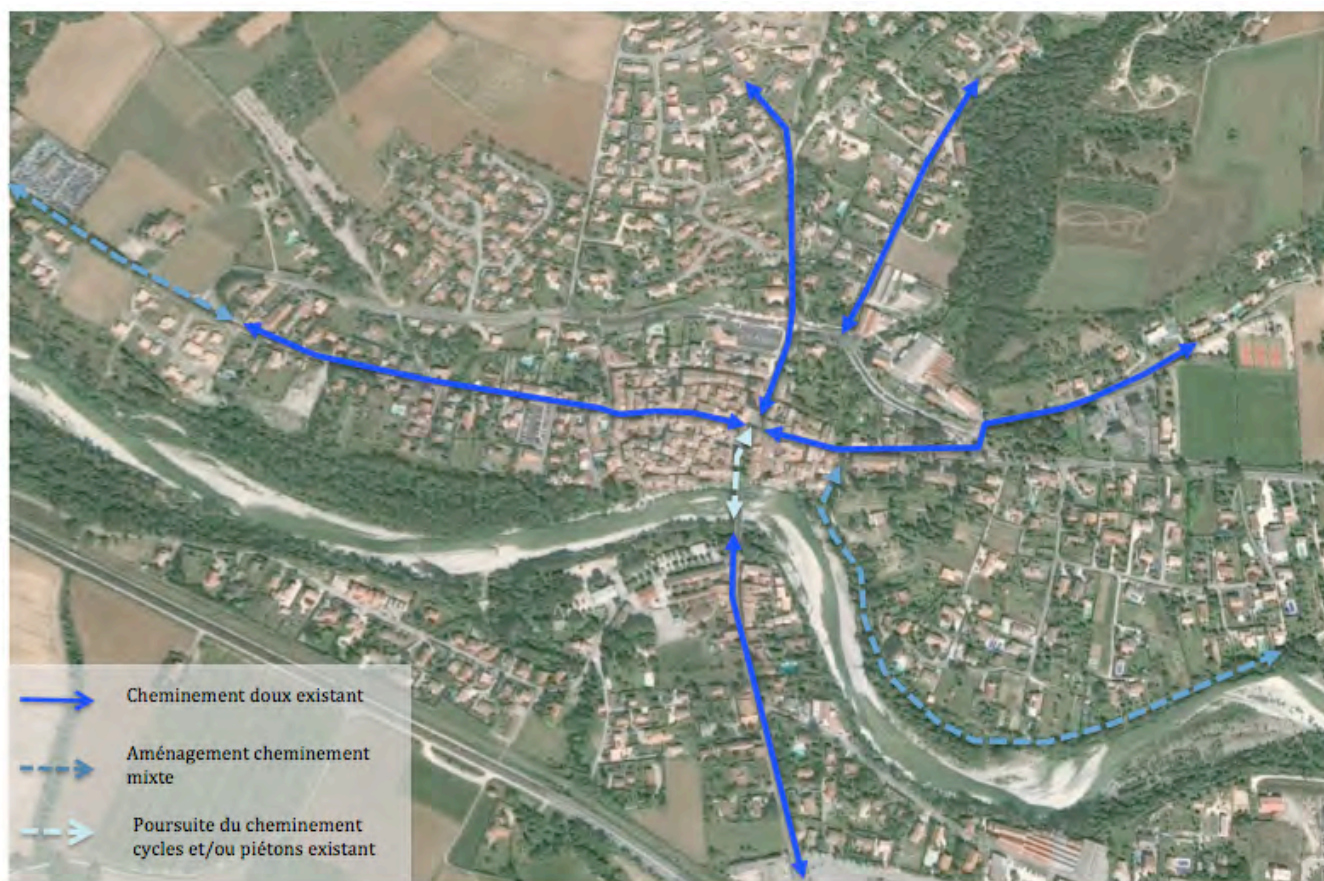 Cheminement doux existant
Aménagement cheminement
mixte
Poursuite du cheminement
cycles et/ou piétons existant